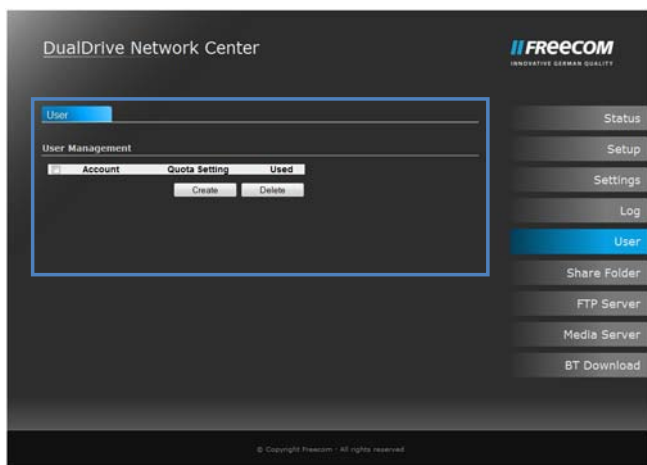 DualDrive Network Center
FREECOM
INNOVATIVE GERMAN QUALITY
User
User Management
Account Quota Setting Used
Create Delete
Status
Setup
Settings
Log
User
Share Folder
FTP Server
Media Server
BT Download
© Copyright Freecom - All rights reserved